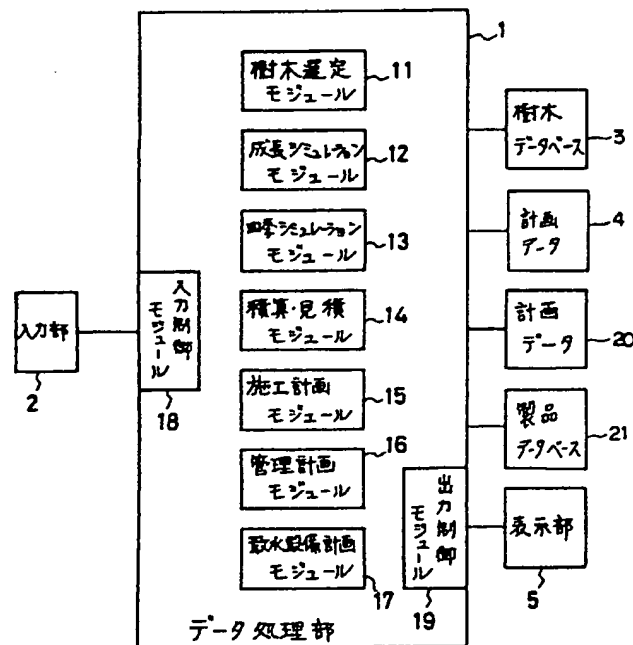 1
樹木選定
モジュール
11
成長シミュレーション
モジュール
12
四季シミュレーション
モジュール
13
積算・見積
モジュール
14
施工計画
モジュール
15
管理計画
モジュール
16
散水設備計画
モジュール
17
入力部
2
入力制御
モジュール
18
出力制御
モジュール
19
樹木
データベース
3
計画
データ
4
計画
データ
20
製品
データベース
21
表示部
5
データ処理部